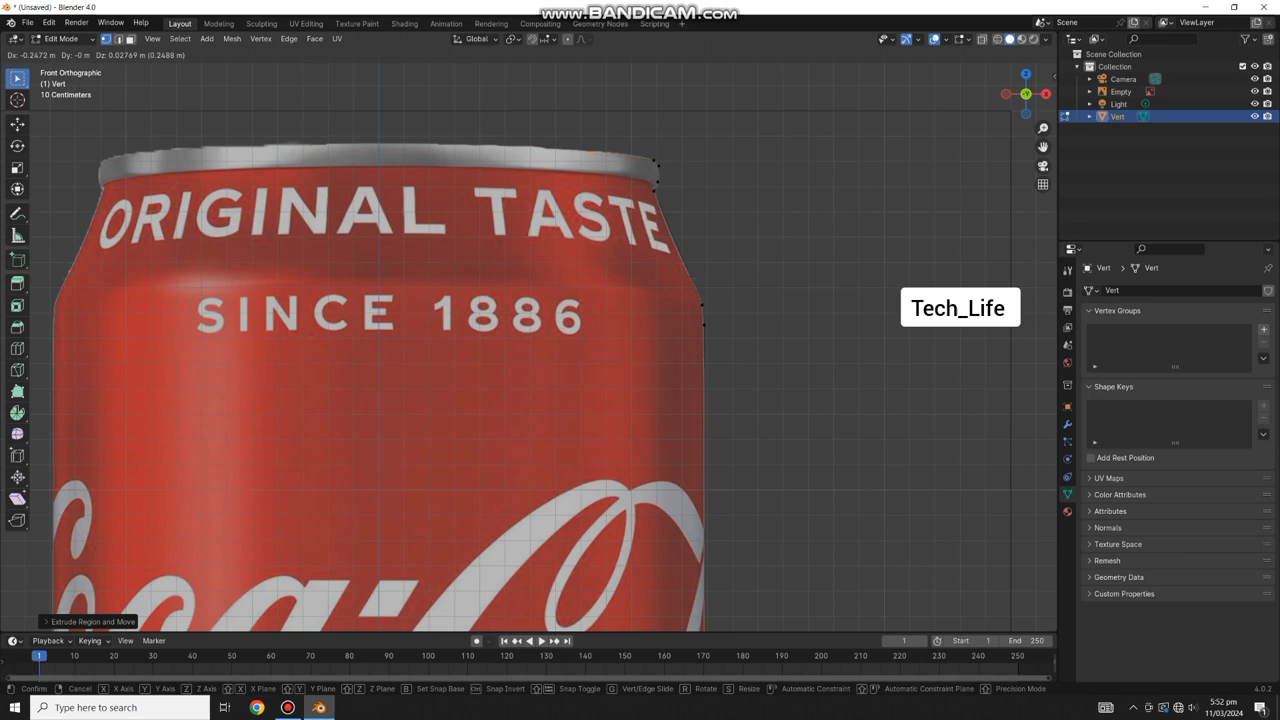 * (Unsaved) - Blender 4.0
www.BANDICAM.com
File Edit Render Window Help Layout Modeling Sculpting UV Editing Texture Paint Shading Animation Rendering Compositing Geometry Nodes Scripting Scene ViewLayer
Edit Mode View Select Add Mesh Vertex Edge Face UV Global
Dx: -0.2472 m Dy: -0 m Dz: 0.02769 m (0.2488 m)
Front Orthographic
(1) Vert
10 Centimeters
Z
X
Y
ORIGINAL TASTE
SINCE 1886
Coca-C
Tech_Life
Extrude Region and Move
Scene Collection
Collection
Camera
Empty
Light
Vert
Vert Vert
Vert
Vertex Groups
Shape Keys
Add Rest Position
UV Maps
Color Attributes
Attributes
Normals
Texture Space
Remesh
Geometry Data
Custom Properties
Playback Keying View Marker 1 Start 1 End 250
1 10 20 30 40 50 60 70 80 90 100 110 120 130 140 150 160 170 180 190 200 210 220 230 240 250
Confirm Cancel X X Axis Y Y Axis Z Z Axis X X Plane Y Y Plane Z Z Plane B Set Snap Base Snap Invert Snap Toggle G Vert/Edge Slide R Rotate S Resize Automatic Constraint Automatic Constraint Plane Precision Mode 4.0.2
Type here to search
5:52 pm
11/03/2024